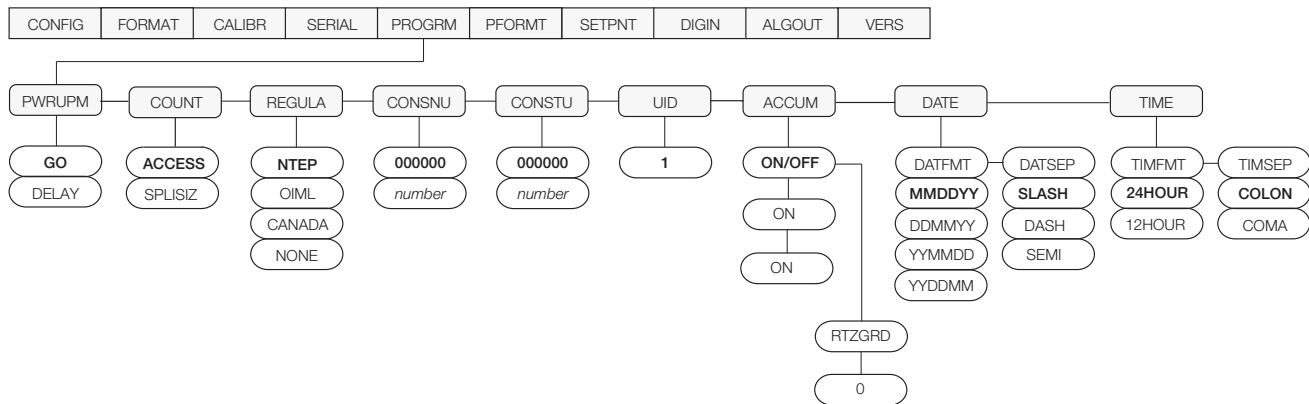 CONFIG FORMAT CALIBR SERIAL PROGRM PFORMT SETPNT DIGIN ALGOUT VERS
PWRUPM COUNT REGULA CONSNU CONSTU UID ACCUM DATE TIME
GO ACCESS NTEP 000000 000000 1 ON/OFF DATFMT DATSEP TIMFMT TIMSEP
DELAY SPLISIZ OIML number number MMDDYY SLASH 24HOUR COLON
CANADA ON DDMMYY DASH 12HOUR COMA
NONE YYMMDD SEMI
ON YYDDMM
RTZGRD
0